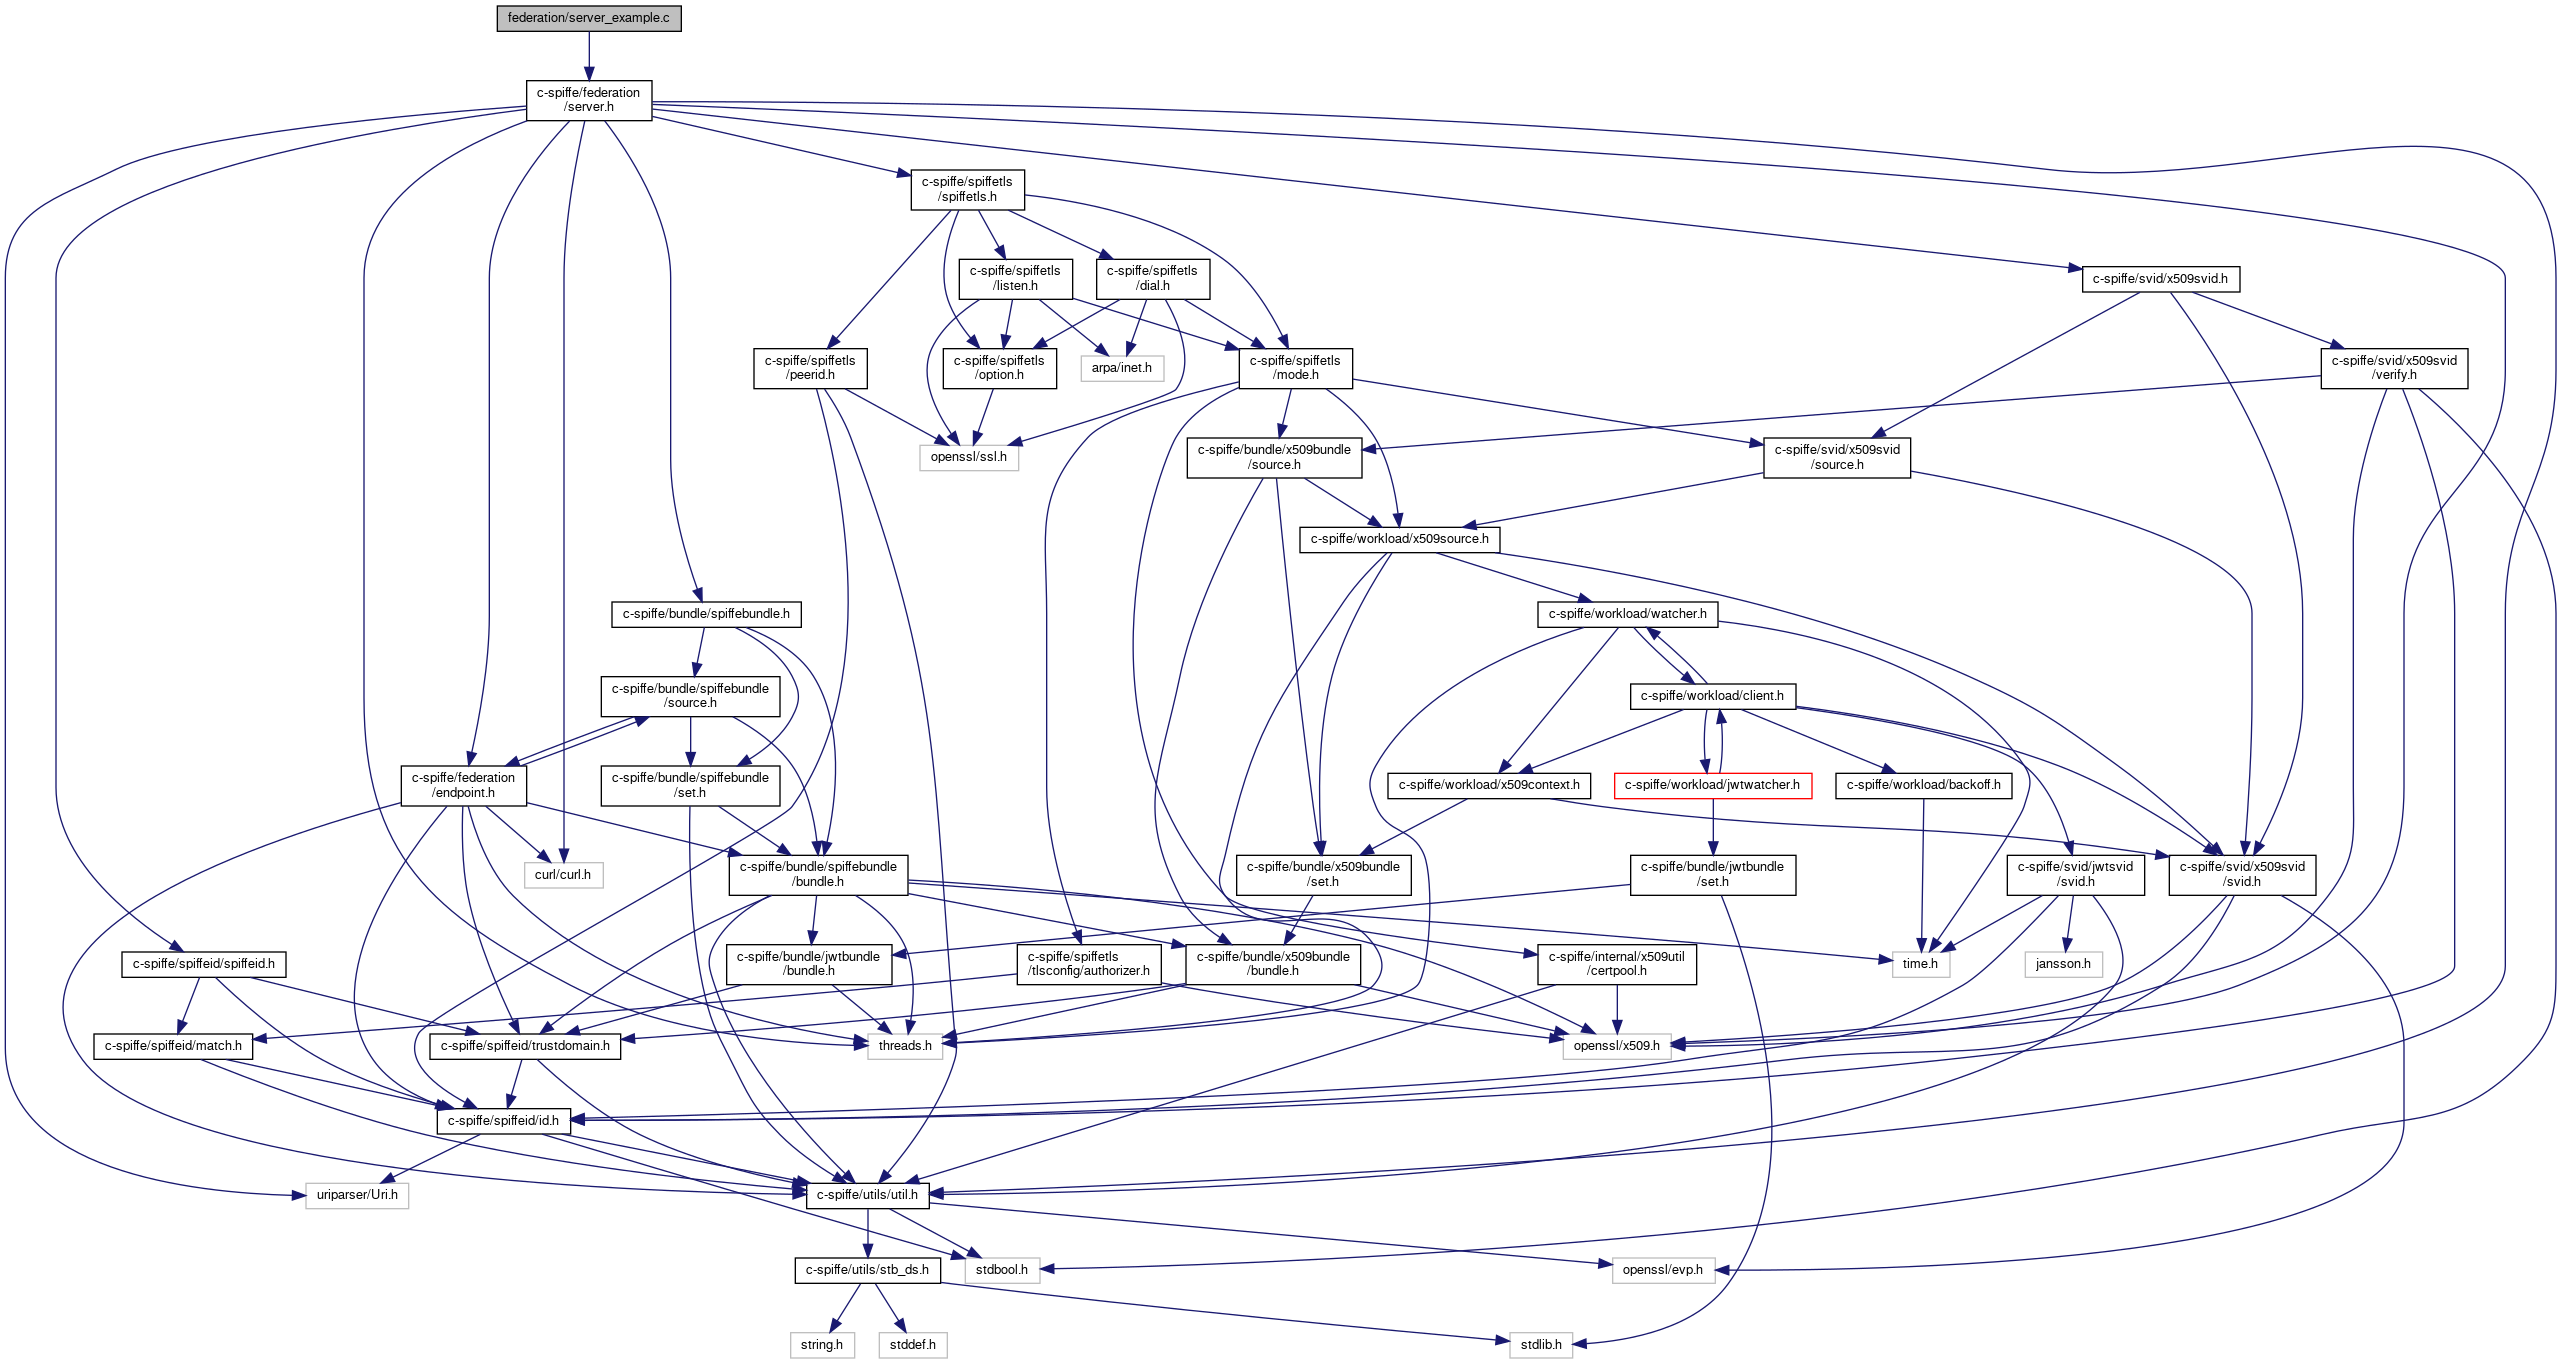 federation/server_example.c
c-spiffe/federation
/server.h
c-spiffe/spiffetls
/spiffetls.h
c-spiffe/spiffetls
/listen.h
c-spiffe/spiffetls
/dial.h
c-spiffe/svid/x509svid.h
c-spiffe/spiffetls
/peerid.h
c-spiffe/spiffetls
/option.h
arpa/inet.h
c-spiffe/spiffetls
/mode.h
c-spiffe/svid/x509svid
/verify.h
openssl/ssl.h
c-spiffe/bundle/x509bundle
/source.h
c-spiffe/svid/x509svid
/source.h
c-spiffe/workload/x509source.h
c-spiffe/bundle/spiffebundle.h
c-spiffe/workload/watcher.h
c-spiffe/bundle/spiffebundle
/source.h
c-spiffe/workload/client.h
c-spiffe/federation
/endpoint.h
c-spiffe/bundle/spiffebundle
/set.h
c-spiffe/workload/x509context.h
c-spiffe/workload/jwtwatcher.h
c-spiffe/workload/backoff.h
curl/curl.h
c-spiffe/bundle/spiffebundle
/bundle.h
c-spiffe/bundle/x509bundle
/set.h
c-spiffe/bundle/jwtbundle
/set.h
c-spiffe/svid/jwtsvid
/svid.h
c-spiffe/svid/x509svid
/svid.h
c-spiffe/spiffeid/spiffeid.h
c-spiffe/bundle/jwtbundle
/bundle.h
c-spiffe/spiffetls
/tlsconfig/authorizer.h
c-spiffe/bundle/x509bundle
/bundle.h
c-spiffe/internal/x509util
/certpool.h
time.h
jansson.h
c-spiffe/spiffeid/match.h
c-spiffe/spiffeid/trustdomain.h
threads.h
openssl/x509.h
c-spiffe/spiffeid/id.h
uriparser/Uri.h
c-spiffe/utils/util.h
c-spiffe/utils/stb_ds.h
stdbool.h
openssl/evp.h
string.h
stddef.h
stdlib.h